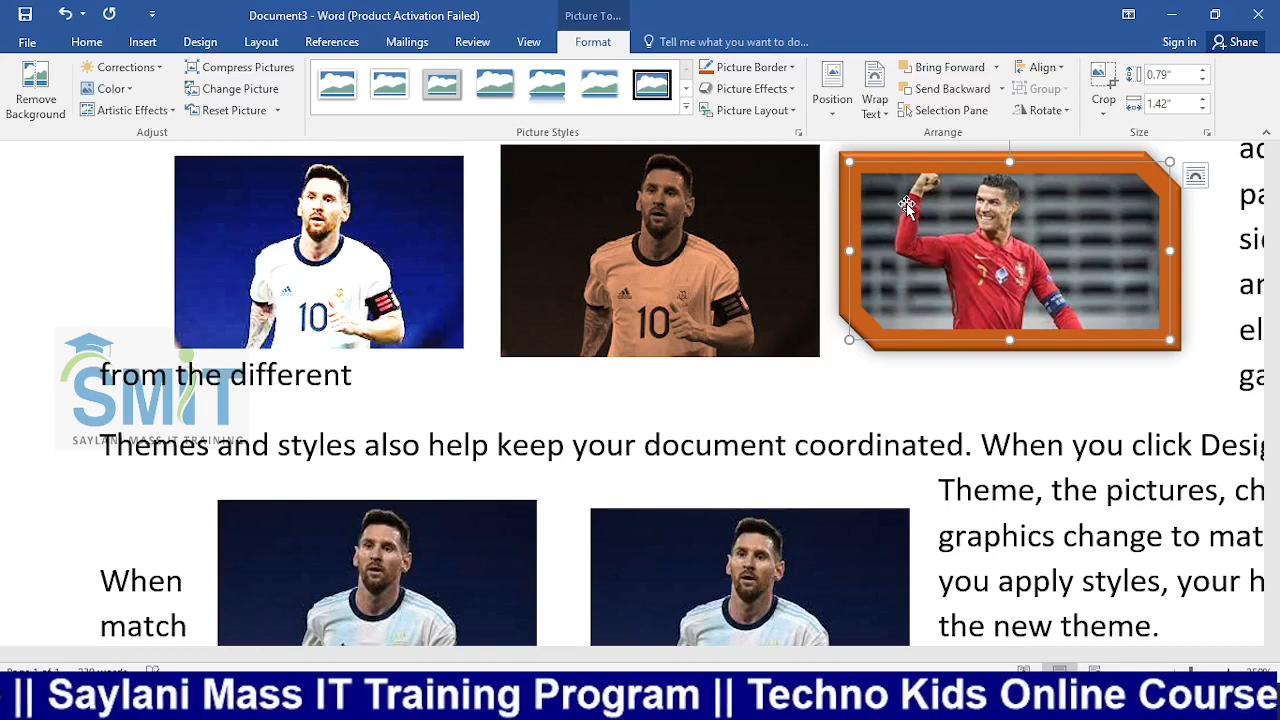 Document3 - Word (Product Activation Failed)
Picture To...
File Home Insert Design Layout References Mailings Review View Format Tell me what you want to do... Sign in Share
Remove Background
Corrections
Color
Artistic Effects
Compress Pictures
Change Picture
Reset Picture
Adjust
Picture Styles
Picture Border
Picture Effects
Picture Layout
Position
Wrap Text
Bring Forward
Send Backward
Selection Pane
Align
Group
Rotate
Arrange
Crop
0.79"
1.42"
Size
10
10
7
from the different
SMIT
SAYLANI MASS IT TRAINING
Themes and styles also help keep your document coordinated. When you click Desig
Theme, the pictures, ch
graphics change to mat
When
you apply styles, your h
match
the new theme.
|| Saylani Mass IT Training Program || Techno Kids Online Course